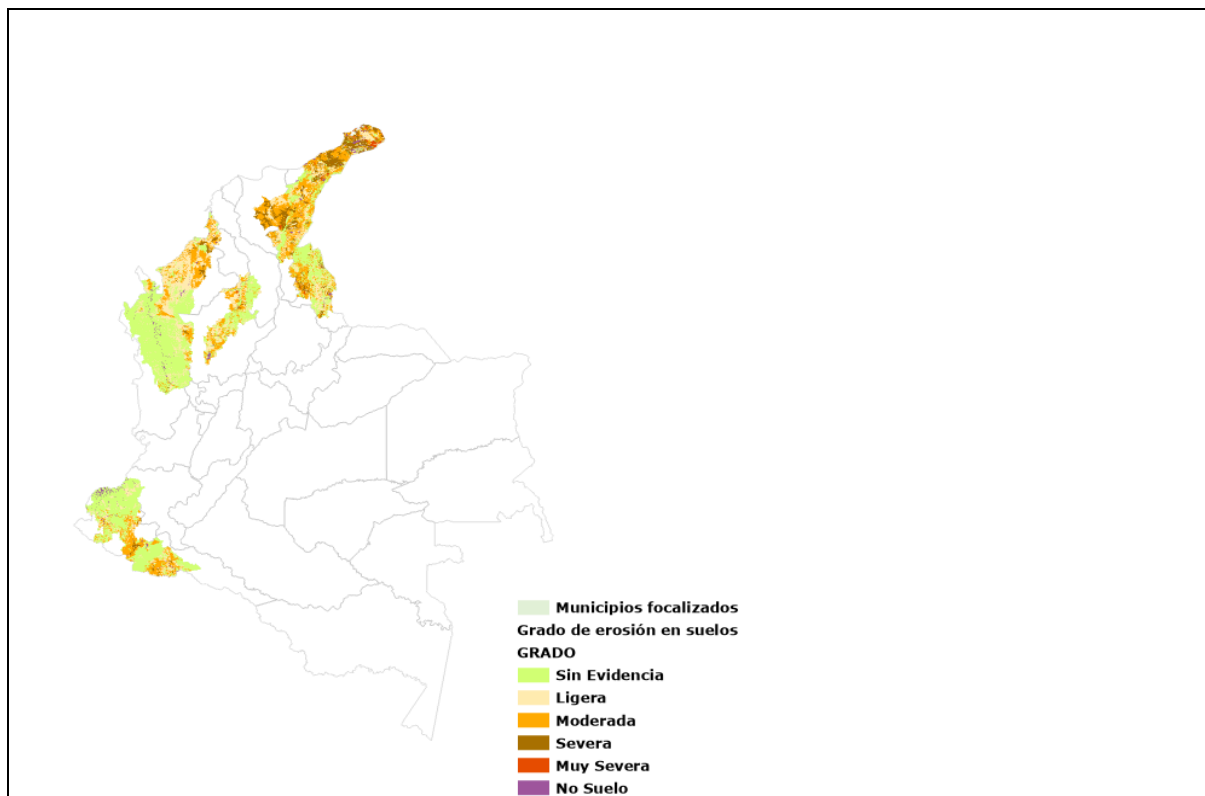 Municipios focalizados
Grado de erosión en suelos
GRADO
Sin Evidencia
Ligera
Moderada
Severa
Muy Severa
No Suelo